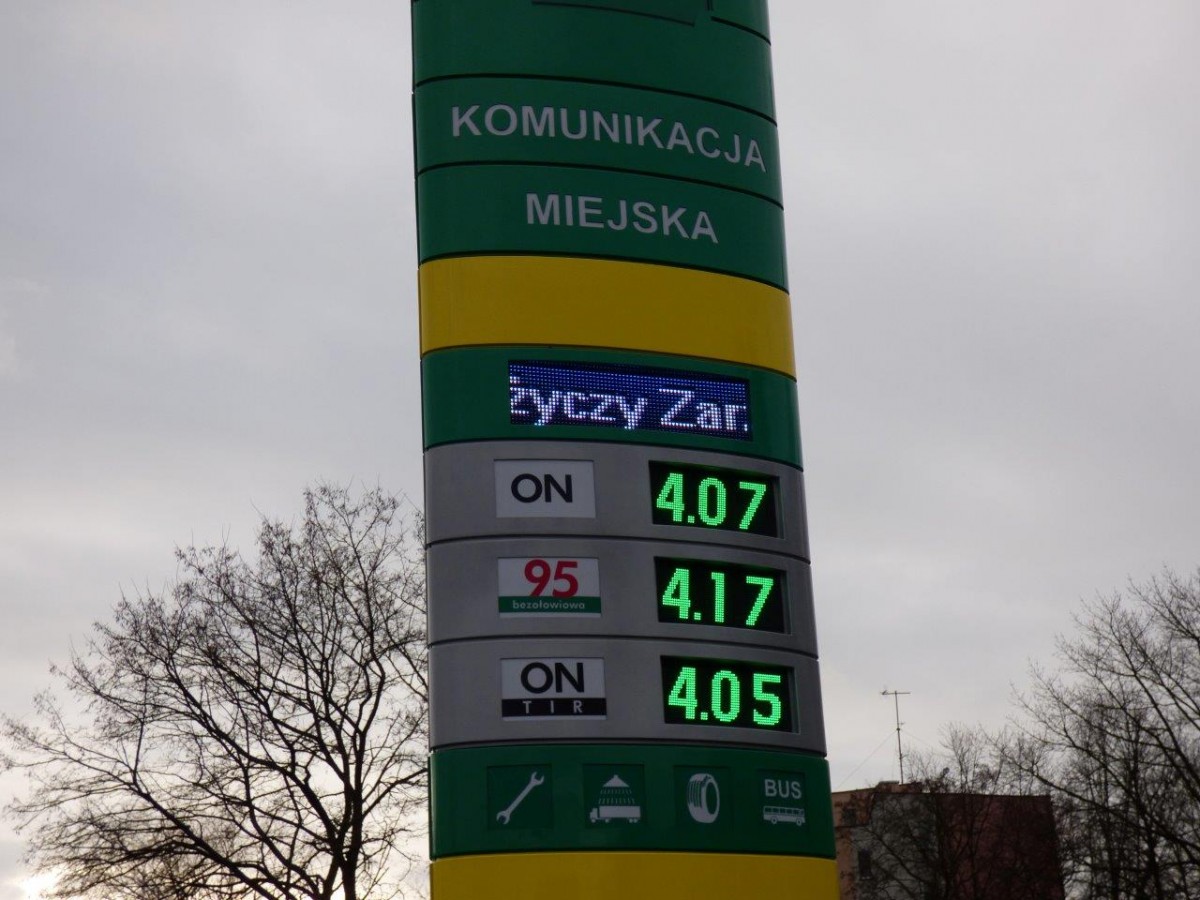 KOMUNIKACJA
MIEJSKA
życzy Zar
ON 4.07
95 4.17
bezołowiowa
ON 4.05
TIR
BUS